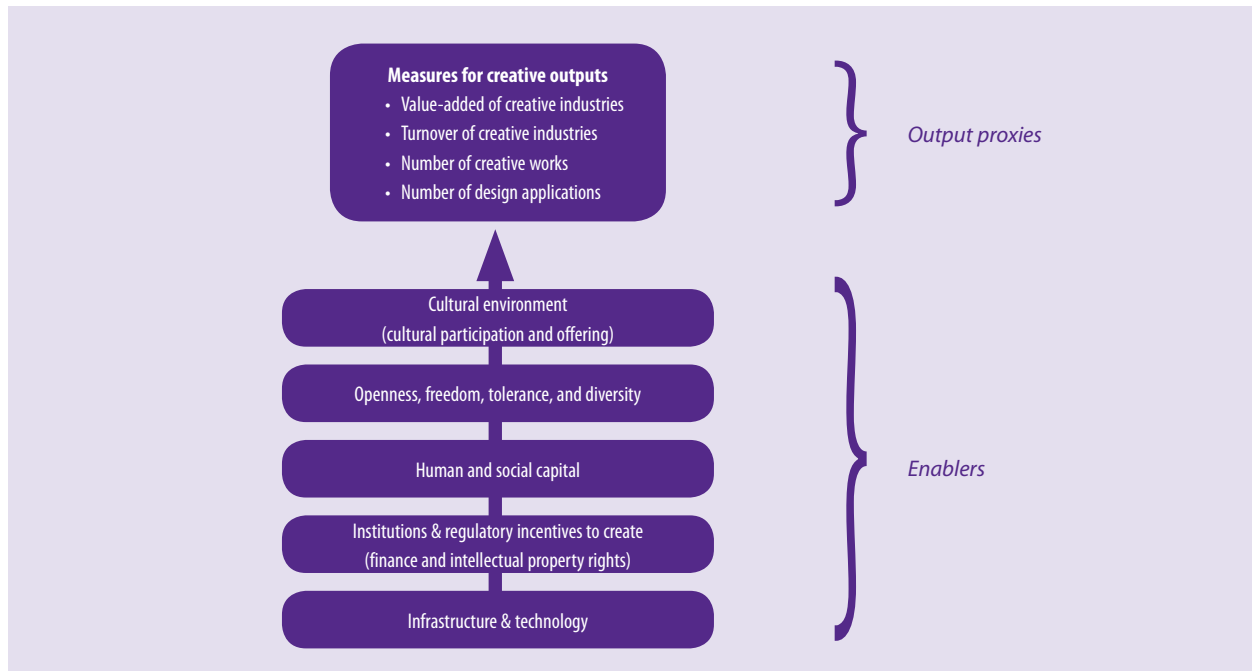 Measures for creative outputs
• Value-added of creative industries
• Turnover of creative industries
• Number of creative works
• Number of design applications
Output proxies
Cultural environment
(cultural participation and offering)
Openness, freedom, tolerance, and diversity
Human and social capital
Enablers
Institutions & regulatory incentives to create
(finance and intellectual property rights)
Infrastructure & technology